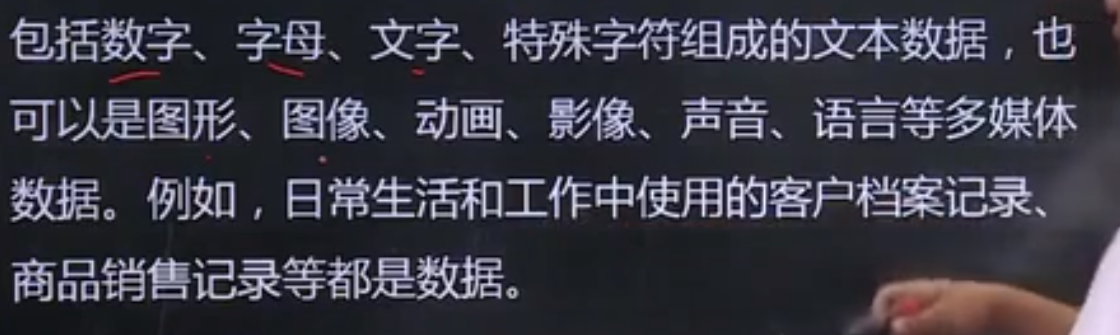 包括数字、字母、文字、特殊字符组成的文本数据，也
可以是图形、图像、动画、影像、声音、语言等多媒体
数据。例如，日常生活和工作中使用的客户档案记录、
商品销售记录等都是数据。